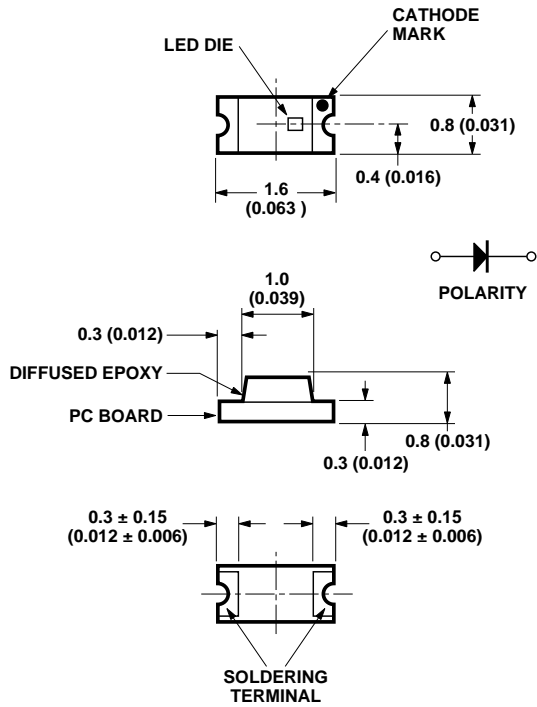 CATHODE
MARK
LED DIE
0.8 (0.031)
0.4 (0.016)
1.6
(0.063 )
POLARITY
1.0
(0.039)
0.3 (0.012)
DIFFUSED EPOXY
PC BOARD
0.8 (0.031)
0.3 (0.012)
0.3 ± 0.15
(0.012 ± 0.006)
0.3 ± 0.15
(0.012 ± 0.006)
SOLDERING
TERMINAL